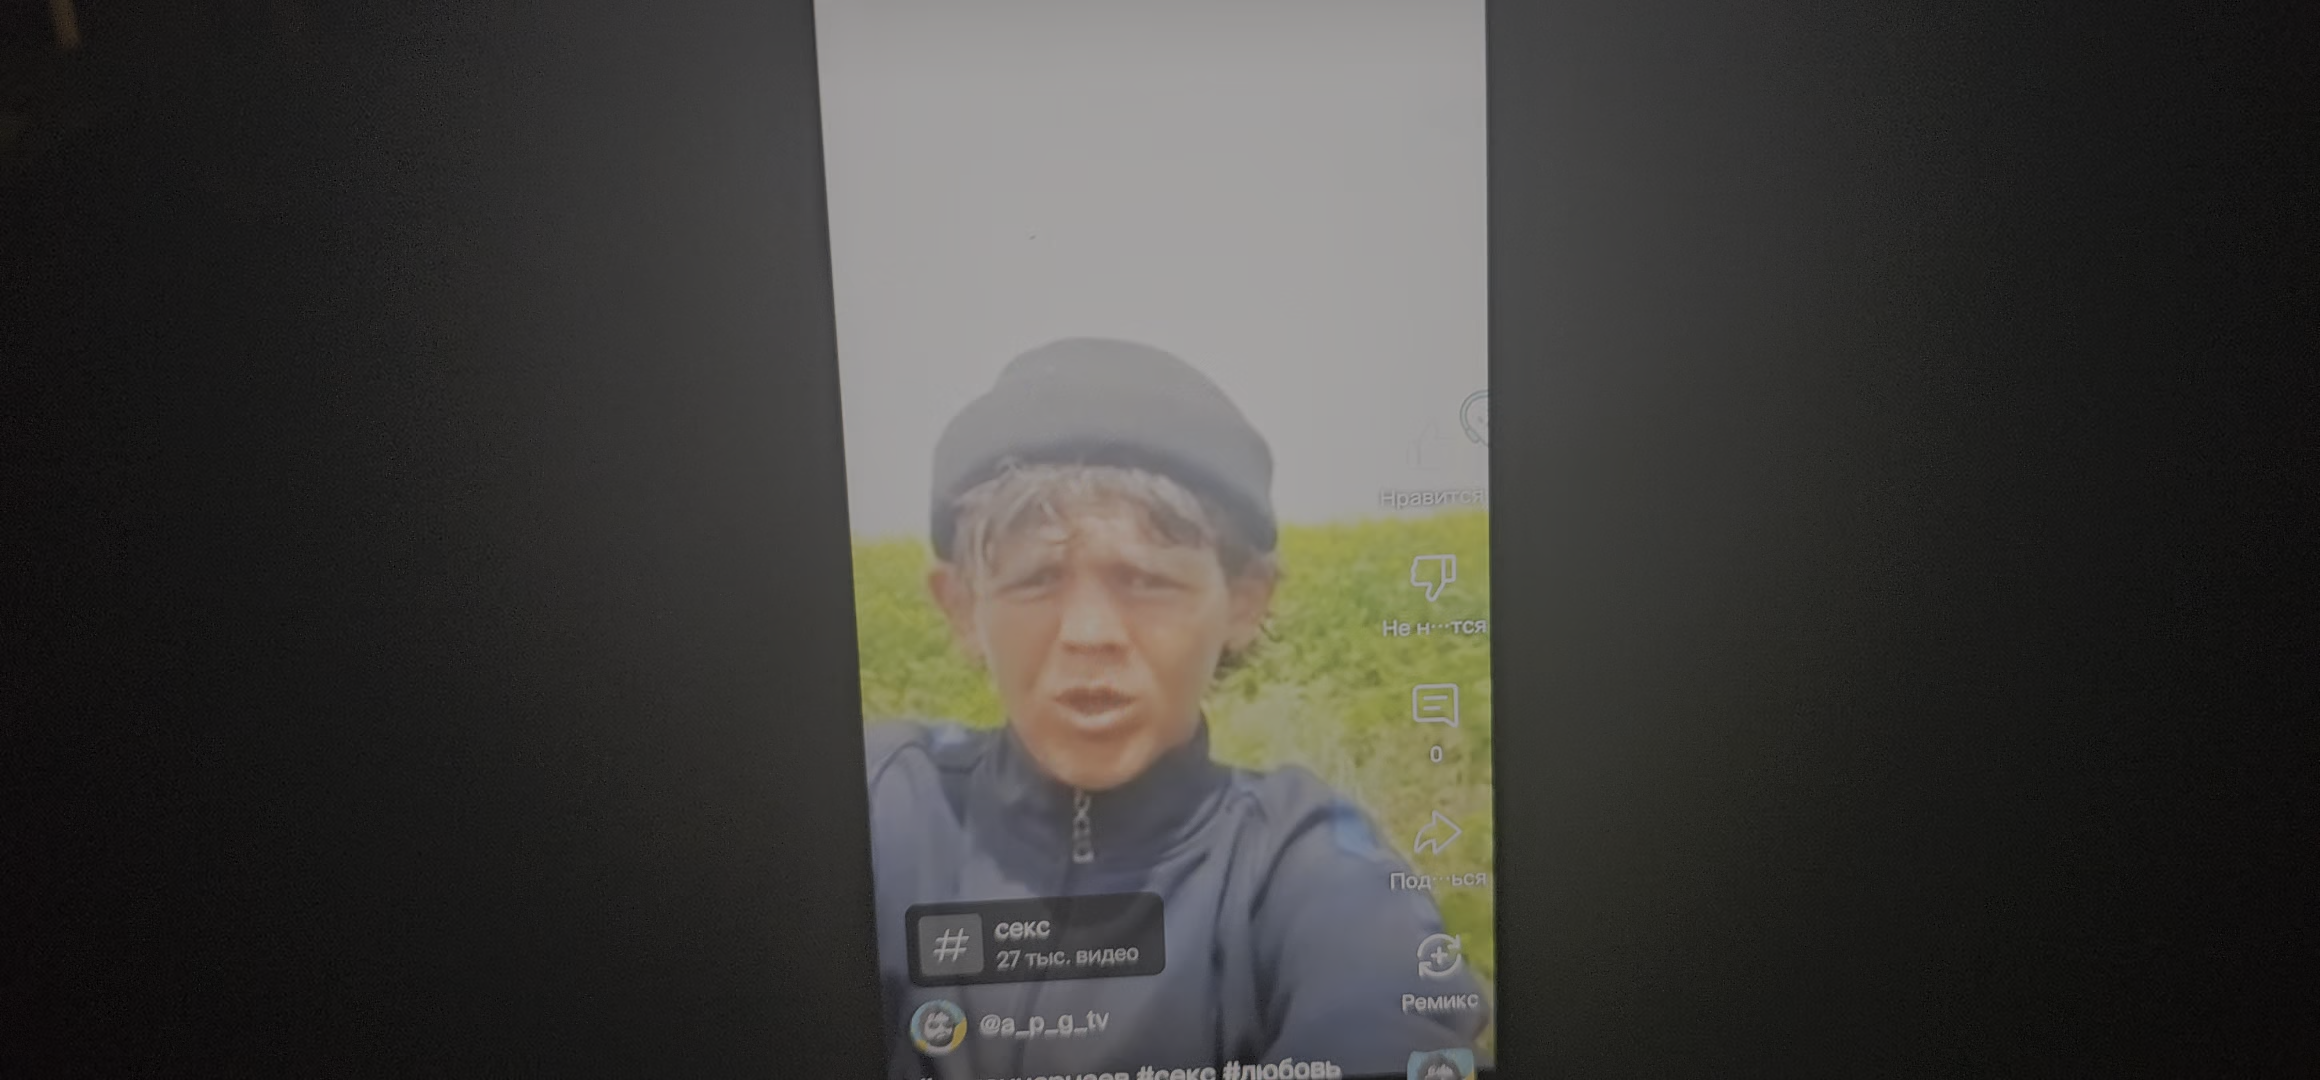 Нравится
Не н...тся
0
Под...ься
Ремикс
# секс
27 тыс. видео
@a_p_g_tv
#секс #любовь